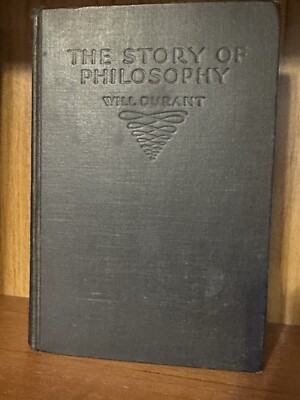 THE STORY OF
PHILOSOPHY
WILL DURANT